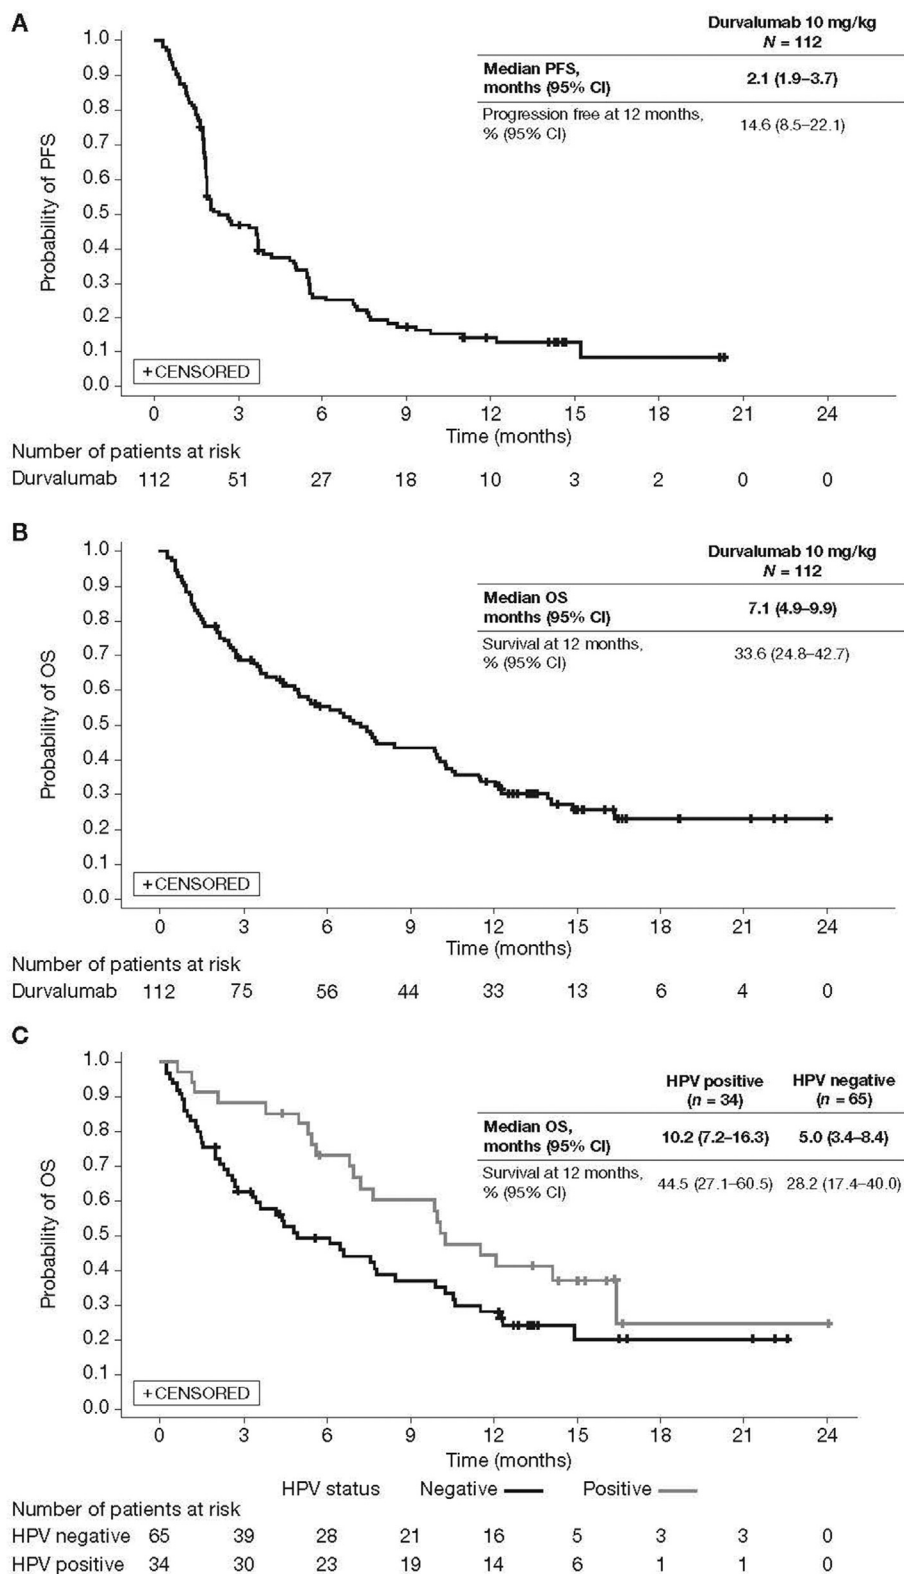 A
Durvalumab 10 mg/kg
N = 112
Median PFS,
months (95% CI)
2.1 (1.9–3.7)
Progression free at 12 months,
% (95% CI)
14.6 (8.5–22.1)
Probability of PFS
1.0
0.9
0.8
0.7
0.6
0.5
0.4
0.3
0.2
0.1
0.0
+CENSORED
0 3 6 9 12 15 18 21 24
Time (months)
Number of patients at risk
Durvalumab 112 51 27 18 10 3 2 0 0
B
Durvalumab 10 mg/kg
N = 112
Median OS
months (95% CI)
7.1 (4.9–9.9)
Survival at 12 months,
% (95% CI)
33.6 (24.8–42.7)
Probability of OS
1.0
0.9
0.8
0.7
0.6
0.5
0.4
0.3
0.2
0.1
0.0
+CENSORED
0 3 6 9 12 15 18 21 24
Time (months)
Number of patients at risk
Durvalumab 112 75 56 44 33 13 6 4 0
C
HPV positive HPV negative
(n = 34) (n = 65)
Median OS,
months (95% CI)
10.2 (7.2–16.3) 5.0 (3.4–8.4)
Survival at 12 months,
% (95% CI)
44.5 (27.1–60.5) 28.2 (17.4–40.0)
Probability of OS
1.0
0.9
0.8
0.7
0.6
0.5
0.4
0.3
0.2
0.1
0.0
+CENSORED
0 3 6 9 12 15 18 21 24
Time (months)
HPV status Negative Positive
Number of patients at risk
HPV negative 65 39 28 21 16 5 3 3 0
HPV positive 34 30 23 19 14 6 1 1 0